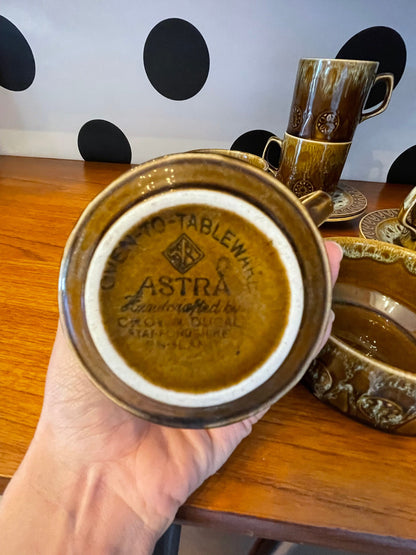 OVEN-TO-TABLEWARE
ASTRA
Handcrafted by
CROWN DUCAL
STAFFORDSHIRE